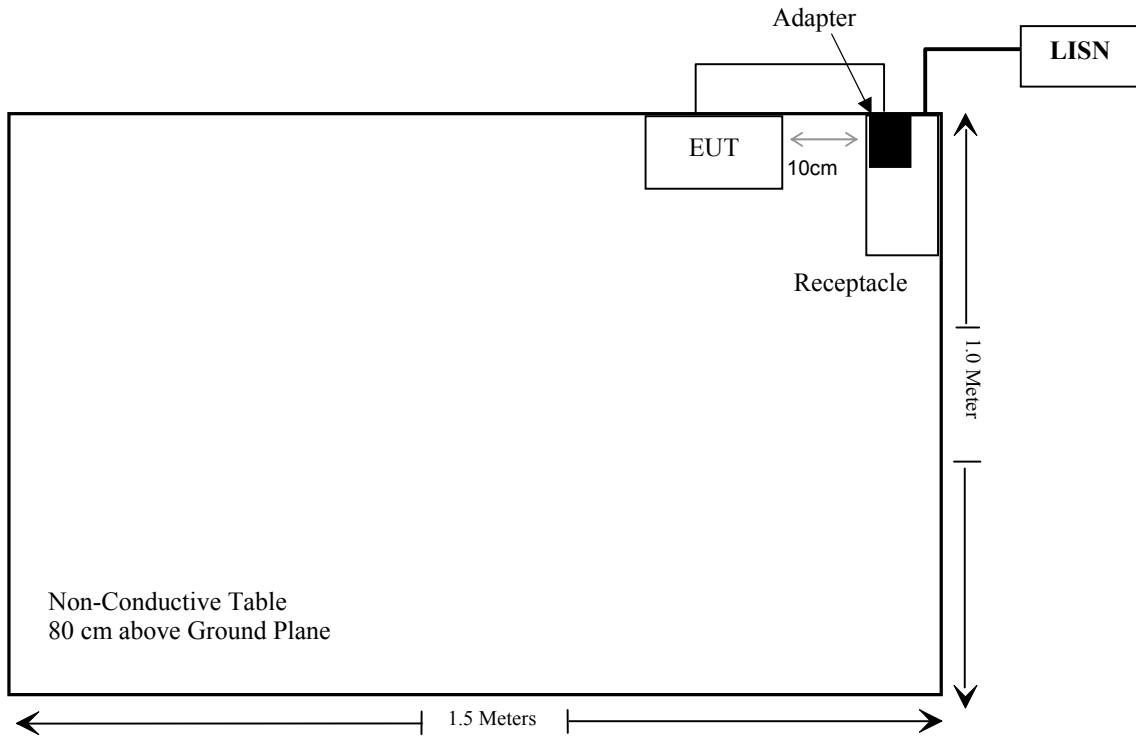 Adapter
LISN
EUT
10cm
Receptacle
1.0 Meter
Non-Conductive Table
80 cm above Ground Plane
1.5 Meters